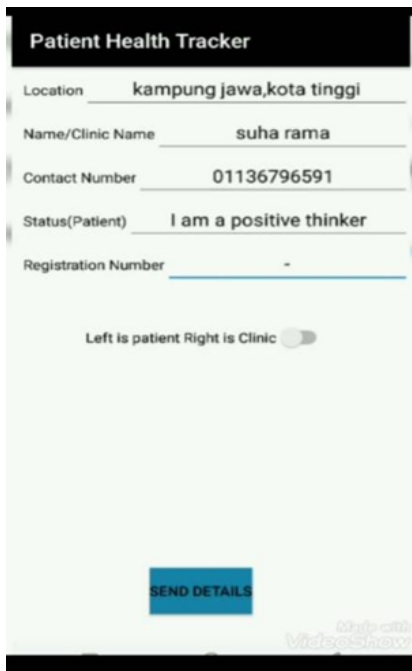 Patient Health Tracker
Location kampung jawa,kota tinggi
Name/Clinic Name suha rama
Contact Number 01136796591
Status(Patient) I am a positive thinker
Registration Number -
Left is patient Right is Clinic
SEND DETAILS
Made with
VideoShow